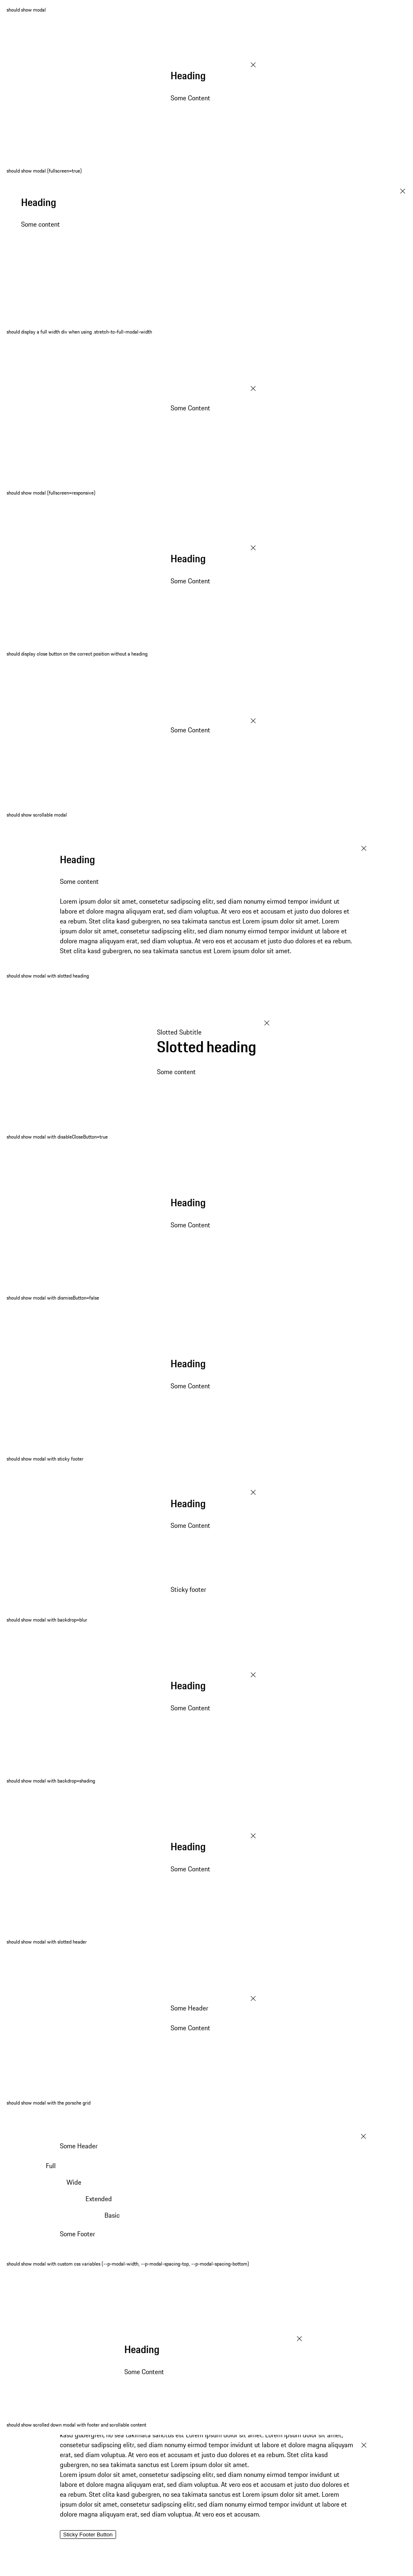 should show modal
Heading
Some Content
should show modal (fullscreen=true)
Heading
Some content
should display a full width div when using .stretch-to-full-modal-width
Some Content
should show modal (fullscreen=responsive)
Heading
Some Content
should display close button on the correct position without a heading
Some Content
should show scrollable modal
Heading
Some content
Lorem ipsum dolor sit amet, consetetur sadipscing elitr, sed diam nonumy eirmod tempor invidunt ut
labore et dolore magna aliquyam erat, sed diam voluptua. At vero eos et accusam et justo duo dolores et
ea rebum. Stet clita kasd gubergren, no sea takimata sanctus est Lorem ipsum dolor sit amet. Lorem
ipsum dolor sit amet, consetetur sadipscing elitr, sed diam nonumy eirmod tempor invidunt ut labore et
dolore magna aliquyam erat, sed diam voluptua. At vero eos et accusam et justo duo dolores et ea rebum.
Stet clita kasd gubergren, no sea takimata sanctus est Lorem ipsum dolor sit amet.
should show modal with slotted heading
Slotted Subtitle
Slotted heading
Some content
should show modal with disableCloseButton=true
Heading
Some Content
should show modal with dismissButton=false
Heading
Some Content
should show modal with sticky footer
Heading
Some Content
Sticky footer
should show modal with backdrop=blur
Heading
Some Content
should show modal with backdrop=shading
Heading
Some Content
should show modal with slotted header
Some Header
Some Content
should show modal with the porsche grid
Some Header
Full
Wide
Extended
Basic
Some Footer
should show modal with custom css variables (--p-modal-width, --p-modal-spacing-top, --p-modal-spacing-bottom)
Heading
Some Content
should show scrolled down modal with footer and scrollable content
kasd gubergren, no sea takimata sanctus est Lorem ipsum dolor sit amet. Lorem ipsum dolor sit amet,
consetetur sadipscing elitr, sed diam nonumy eirmod tempor invidunt ut labore et dolore magna aliquyam
erat, sed diam voluptua. At vero eos et accusam et justo duo dolores et ea rebum. Stet clita kasd
gubergren, no sea takimata sanctus est Lorem ipsum dolor sit amet.
Lorem ipsum dolor sit amet, consetetur sadipscing elitr, sed diam nonumy eirmod tempor invidunt ut
labore et dolore magna aliquyam erat, sed diam voluptua. At vero eos et accusam et justo duo dolores et
ea rebum. Stet clita kasd gubergren, no sea takimata sanctus est Lorem ipsum dolor sit amet. Lorem
ipsum dolor sit amet, consetetur sadipscing elitr, sed diam nonumy eirmod tempor invidunt ut labore et
dolore magna aliquyam erat, sed diam voluptua. At vero eos et accusam.
Sticky Footer Button